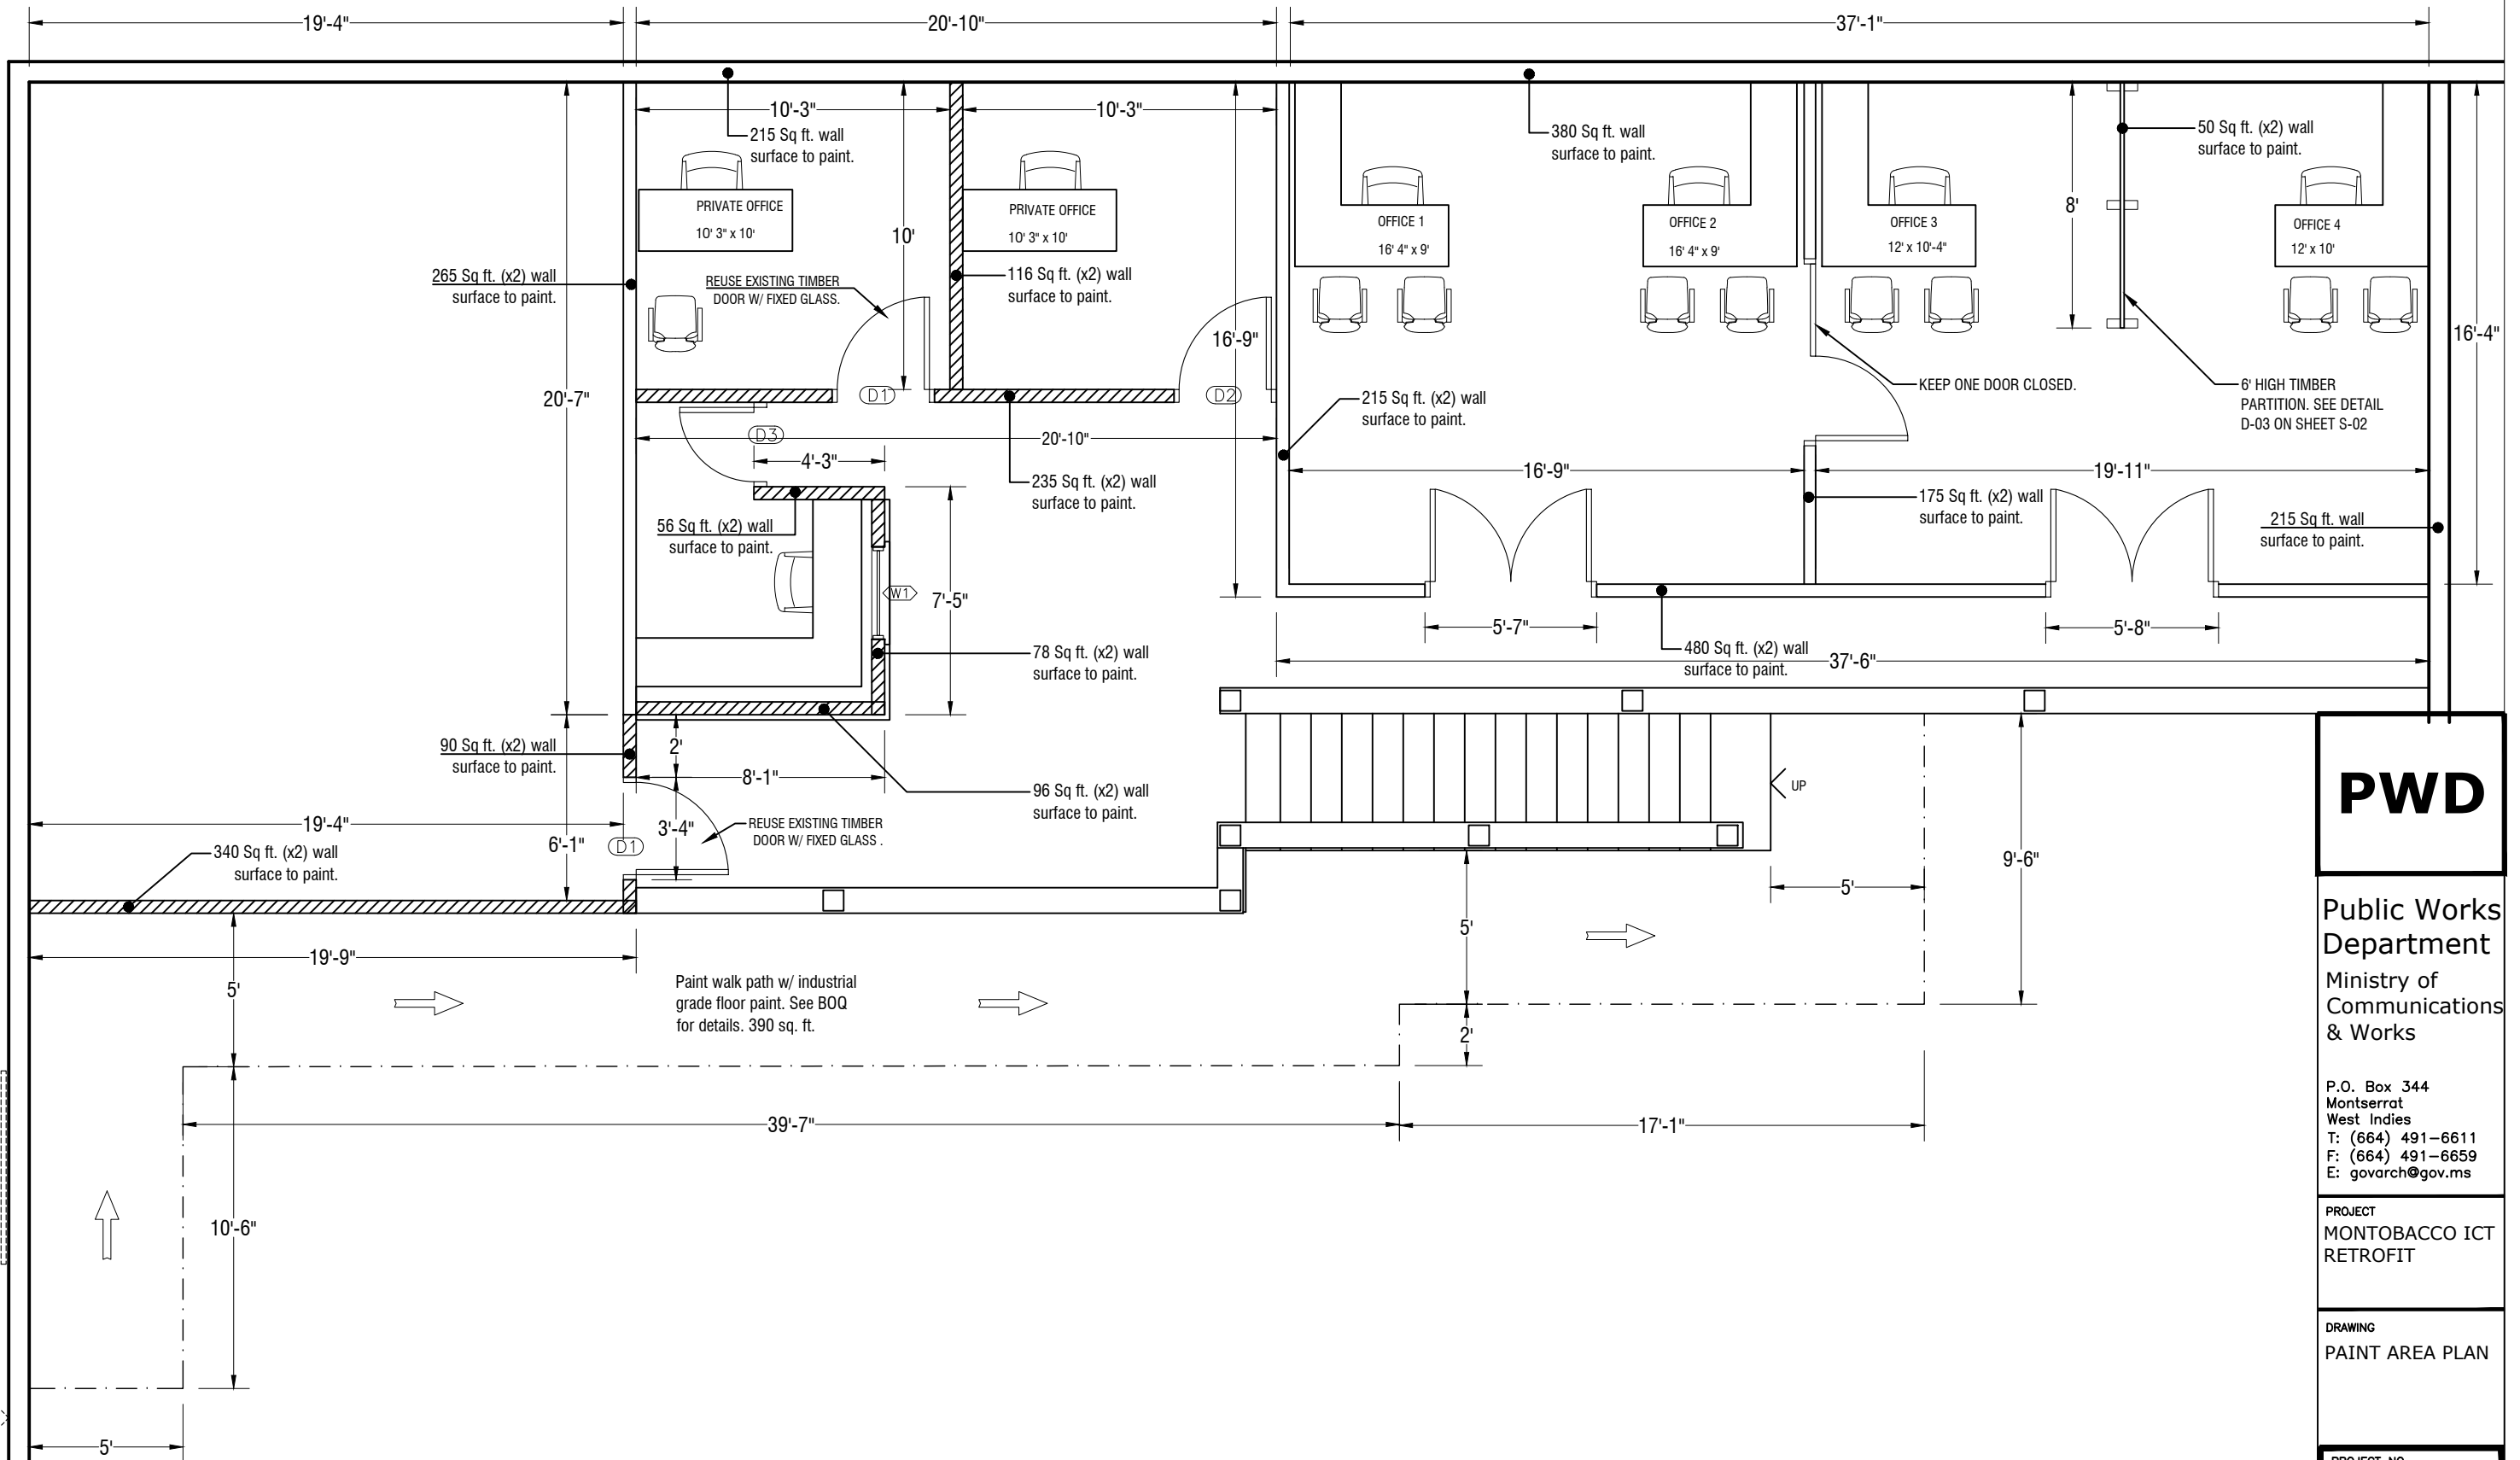 19'-4"
20'-10"
37'-1"
10'-3"
10'-3"
215 Sq ft. wall
surface to paint.
380 Sq ft. wall
surface to paint.
50 Sq ft. (x2) wall
surface to paint.
PRIVATE OFFICE
10' 3" x 10'
PRIVATE OFFICE
10' 3" x 10'
10'
OFFICE 1
16' 4" x 9'
OFFICE 2
16' 4" x 9'
OFFICE 3
12' x 10'-4"
8'
OFFICE 4
12' x 10'
265 Sq ft. (x2) wall
surface to paint.
REUSE EXISTING TIMBER
DOOR W/ FIXED GLASS.
116 Sq ft. (x2) wall
surface to paint.
16'-9"
16'-4"
20'-7"
D1
D2
215 Sq ft. (x2) wall
surface to paint.
KEEP ONE DOOR CLOSED.
6' HIGH TIMBER
PARTITION. SEE DETAIL
D-03 ON SHEET S-02
D3
20'-10"
4'-3"
16'-9"
19'-11"
235 Sq ft. (x2) wall
surface to paint.
175 Sq ft. (x2) wall
surface to paint.
56 Sq ft. (x2) wall
surface to paint.
215 Sq ft. wall
surface to paint.
W1
7'-5"
5'-7"
5'-8"
78 Sq ft. (x2) wall
surface to paint.
480 Sq ft. (x2) wall
surface to paint.
37'-6"
90 Sq ft. (x2) wall
surface to paint.
2'
8'-1"
96 Sq ft. (x2) wall
surface to paint.
UP
19'-4"
3'-4"
REUSE EXISTING TIMBER
DOOR W/ FIXED GLASS .
6'-1"
D1
340 Sq ft. (x2) wall
surface to paint.
9'-6"
5'
5'
19'-9"
5'
Paint walk path w/ industrial
grade floor paint. See BOQ
for details. 390 sq. ft.
2'
39'-7"
17'-1"
10'-6"
5'
PWD
Public Works
Department
Ministry of
Communications
& Works
P.O. Box 344
Montserrat
West Indies
T: (664) 491-6611
F: (664) 491-6659
E: govarch@gov.ms
PROJECT
MONTOBACCO ICT
RETROFIT
DRAWING
PAINT AREA PLAN
PROJECT NO